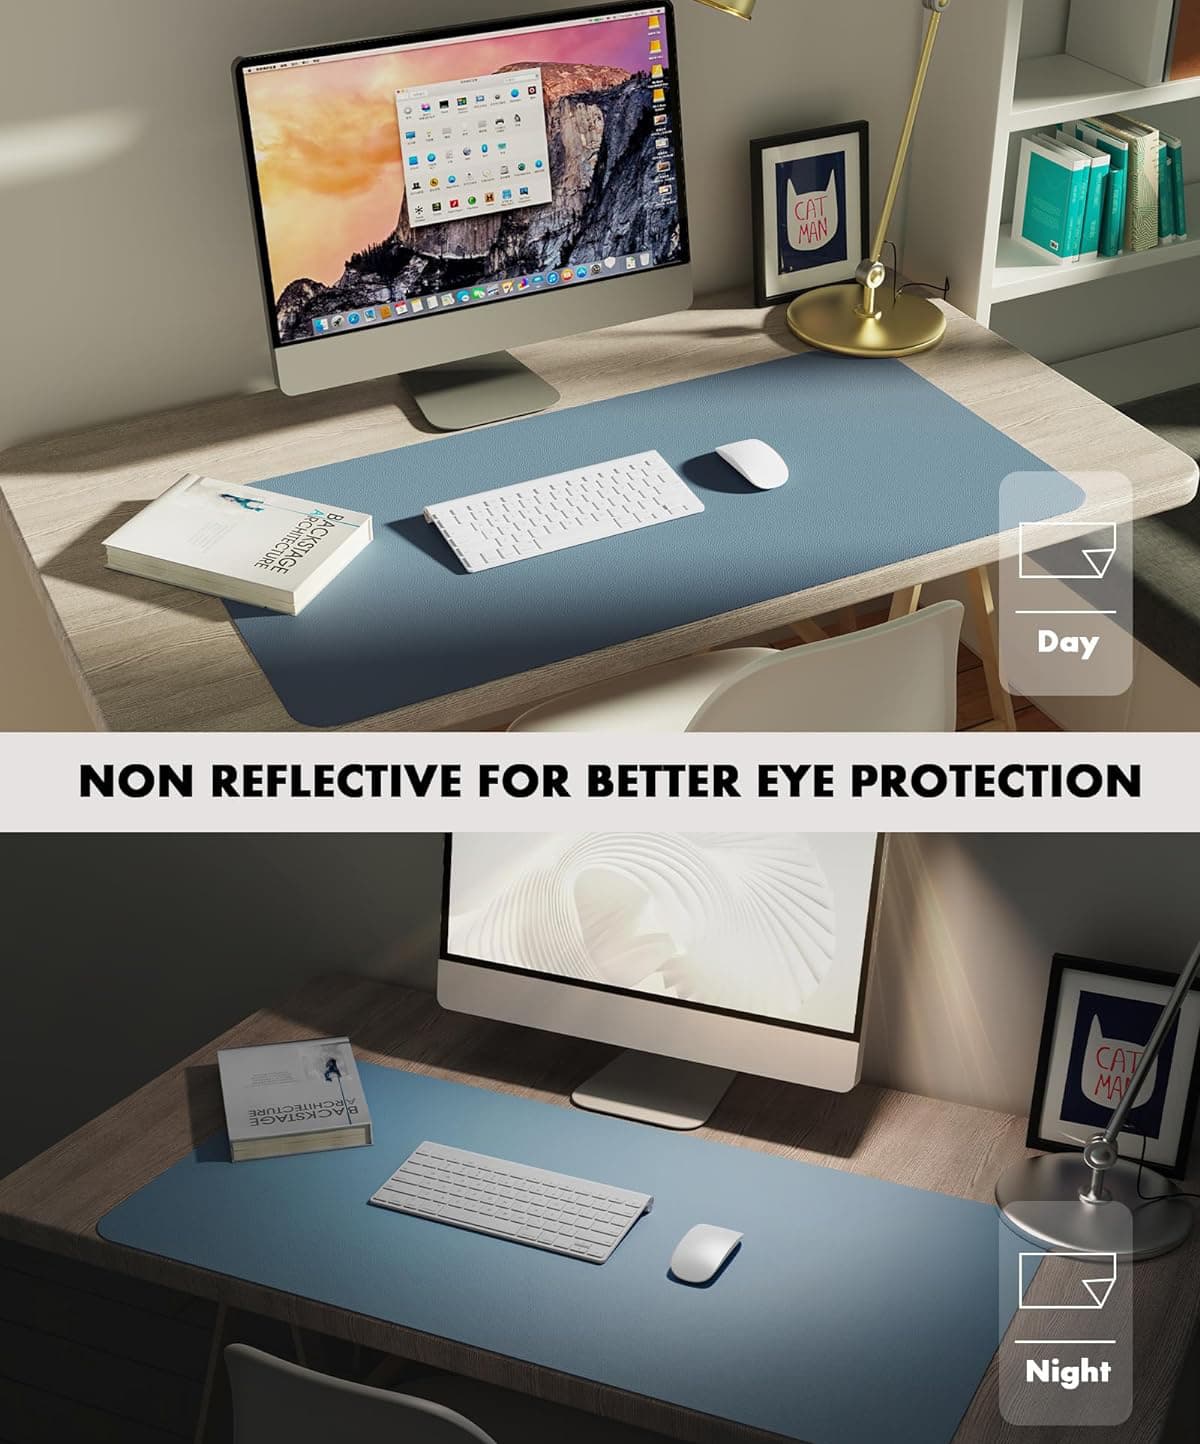 CAT
MAN
BACKSTAGE
ARCHITECTURE
Day
NON REFLECTIVE FOR BETTER EYE PROTECTION
CAT
MAN
BACKSTAGE
ARCHITECTURE
Night